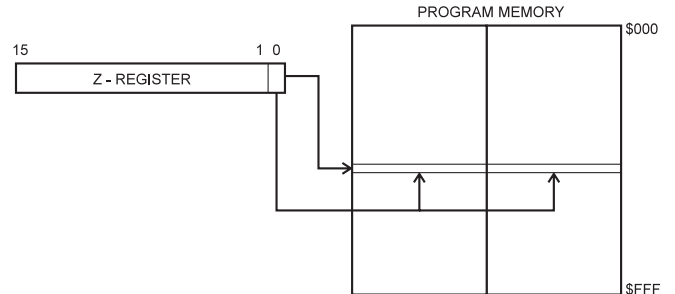 PROGRAM MEMORY
$000
15 1 0
Z - REGISTER
$FFF